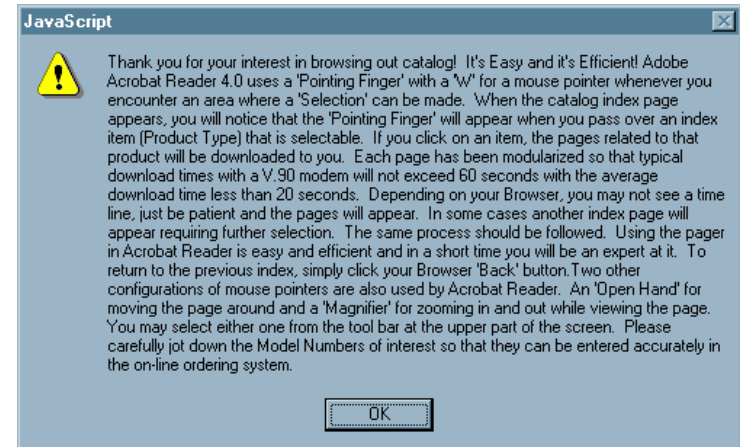 JavaScript
Thank you for your interest in browsing out catalog!  It's Easy and it's Efficient! Adobe
Acrobat Reader 4.0 uses a 'Pointing Finger' with a 'W' for a mouse pointer whenever you
encounter an area where a 'Selection' can be made.  When the catalog index page
appears, you will notice that the 'Pointing Finger' will appear when you pass over an index
item (Product Type) that is selectable.  If you click on an item, the pages related to that
product will be downloaded to you.  Each page has been modularized so that typical
download times with a V.90 modem will not exceed 60 seconds with the average
download time less than 20 seconds.  Depending on your Browser, you may not see a time
line, just be patient and the pages will appear.  In some cases another index page will
appear requiring further selection.  The same process should be followed.  Using the pager
in Acrobat Reader is easy and efficient and in a short time you will be an expert at it.  To
return to the previous index, simply click your Browser 'Back' button.Two other
configurations of mouse pointers are also used by Acrobat Reader.  An 'Open Hand' for
moving the page around and a 'Magnifier' for zooming in and out while viewing the page.
You may select either one from the tool bar at the upper part of the screen.  Please
carefully jot down the Model Numbers of interest so that they can be entered accurately in
the on-line ordering system.
OK